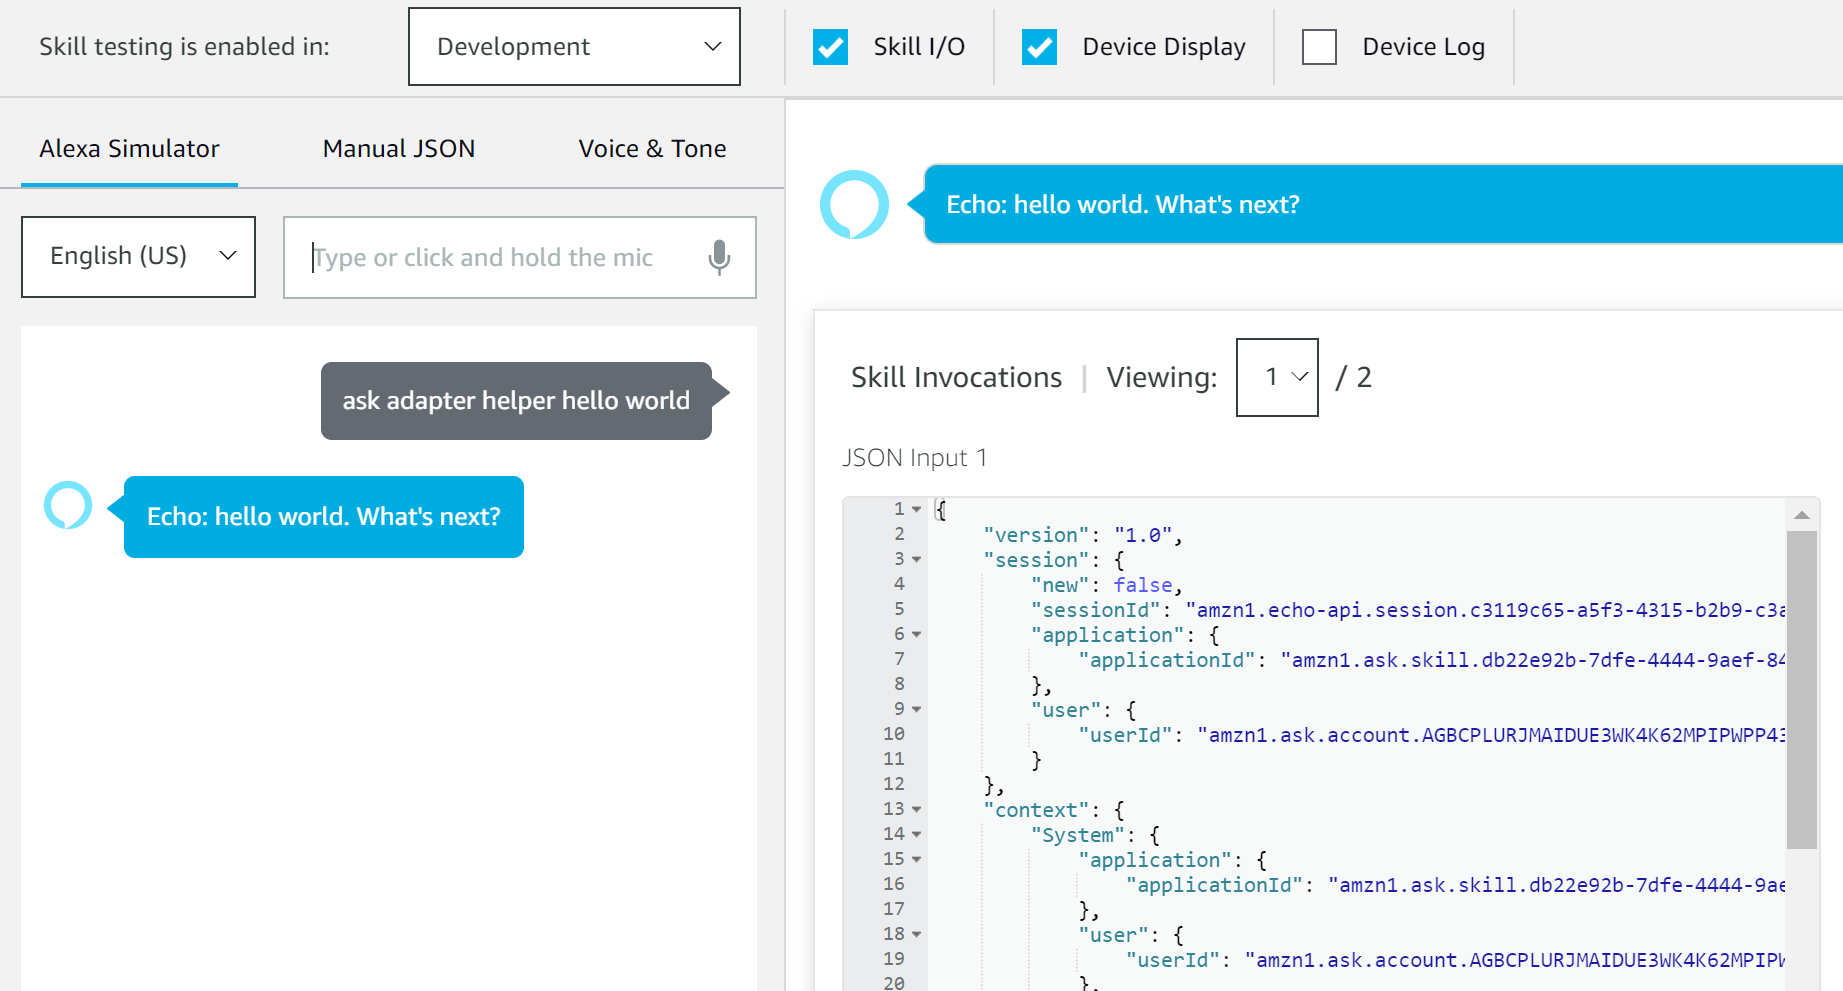 Skill testing is enabled in:
Development
Skill I/O
Device Display
Device Log
Alexa Simulator
Manual JSON
Voice & Tone
English (US)
Type or click and hold the mic
ask adapter helper hello world
Echo: hello world. What's next?
Echo: hello world. What's next?
Skill Invocations | Viewing: 1 / 2
JSON Input 1
1 {
2 "version": "1.0",
3 "session": {
4 "new": false,
5 "sessionId": "amzn1.echo-api.session.c3119c65-a5f3-4315-b2b9-c3a
6 "application": {
7 "applicationId": "amzn1.ask.skill.db22e92b-7dfe-4444-9aef-84
8 },
9 "user": {
10 "userId": "amzn1.ask.account.AGBCPLURJMAIDUE3WK4K62MPIPWPP43
11 }
12 },
13 "context": {
14 "System": {
15 "application": {
16 "applicationId": "amzn1.ask.skill.db22e92b-7dfe-4444-9ae
17 },
18 "user": {
19 "userId": "amzn1.ask.account.AGBCPLURJMAIDUE3WK4K62MPIPW
20 },